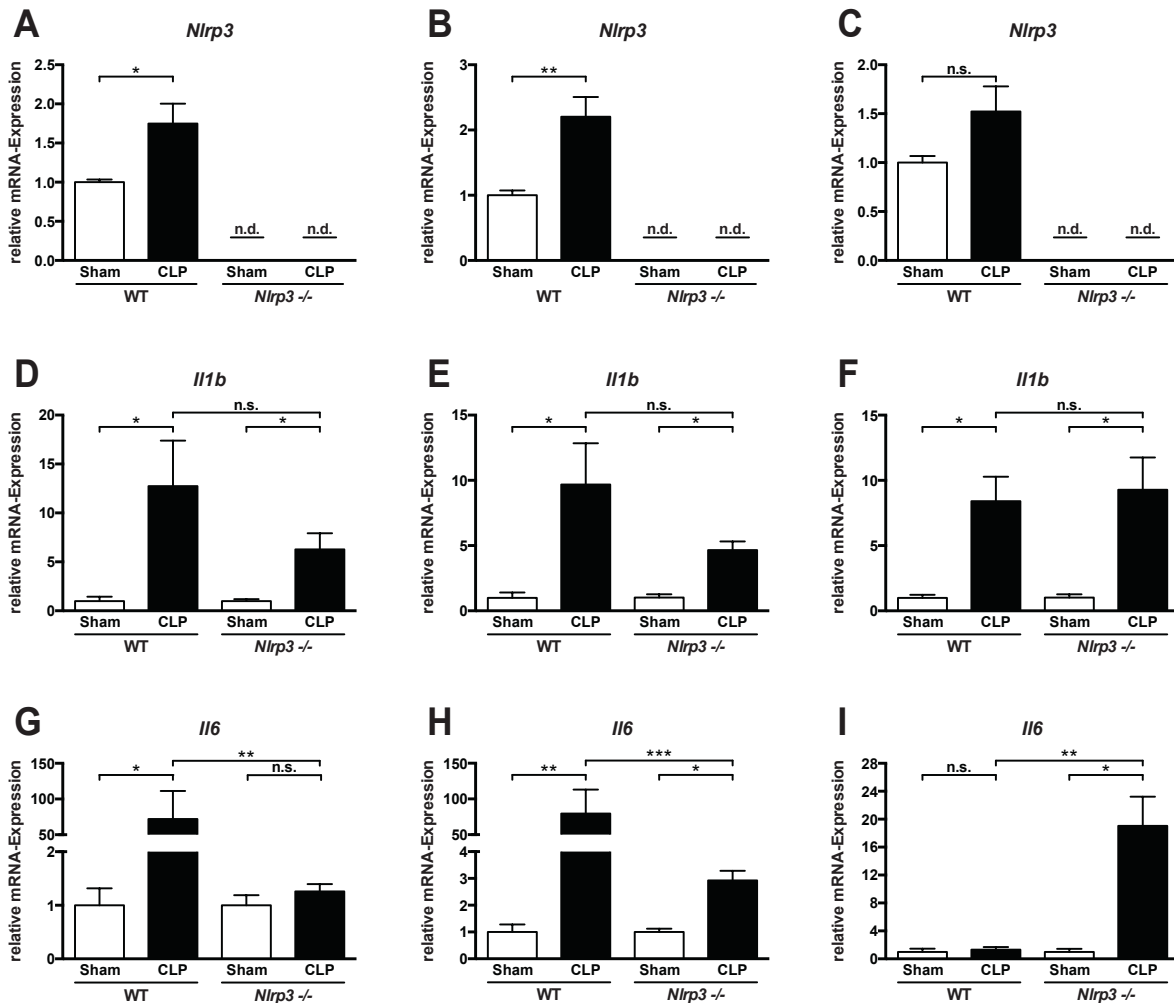 A
Nlrp3
relative mRNA-Expression
2.5
2.0
1.5
1.0
0.5
0.0
*
n.d.
n.d.
Sham CLP Sham CLP
WT Nlrp3 -/-
B
Nlrp3
relative mRNA-Expression
3
2
1
0
**
n.d.
n.d.
Sham CLP Sham CLP
WT Nlrp3 -/-
C
Nlrp3
relative mRNA-Expression
2.0
1.5
1.0
0.5
0.0
n.s.
n.d.
n.d.
Sham CLP Sham CLP
WT Nlrp3 -/-
D
Il1b
relative mRNA-Expression
20
15
10
5
0
n.s.
* *
Sham CLP Sham CLP
WT Nlrp3 -/-
E
Il1b
relative mRNA-Expression
15
10
5
0
n.s.
* *
Sham CLP Sham CLP
WT Nlrp3 -/-
F
Il1b
relative mRNA-Expression
15
10
5
0
n.s.
* *
Sham CLP Sham CLP
WT Nlrp3 -/-
G
Il6
relative mRNA-Expression
150
100
50
2
1
0
**
* n.s.
Sham CLP Sham CLP
WT Nlrp3 -/-
H
Il6
relative mRNA-Expression
150
100
50
4
3
2
1
0
***
** *
Sham CLP Sham CLP
WT Nlrp3 -/-
I
Il6
relative mRNA-Expression
28
24
20
16
12
8
4
0
**
n.s. *
Sham CLP Sham CLP
WT Nlrp3 -/-